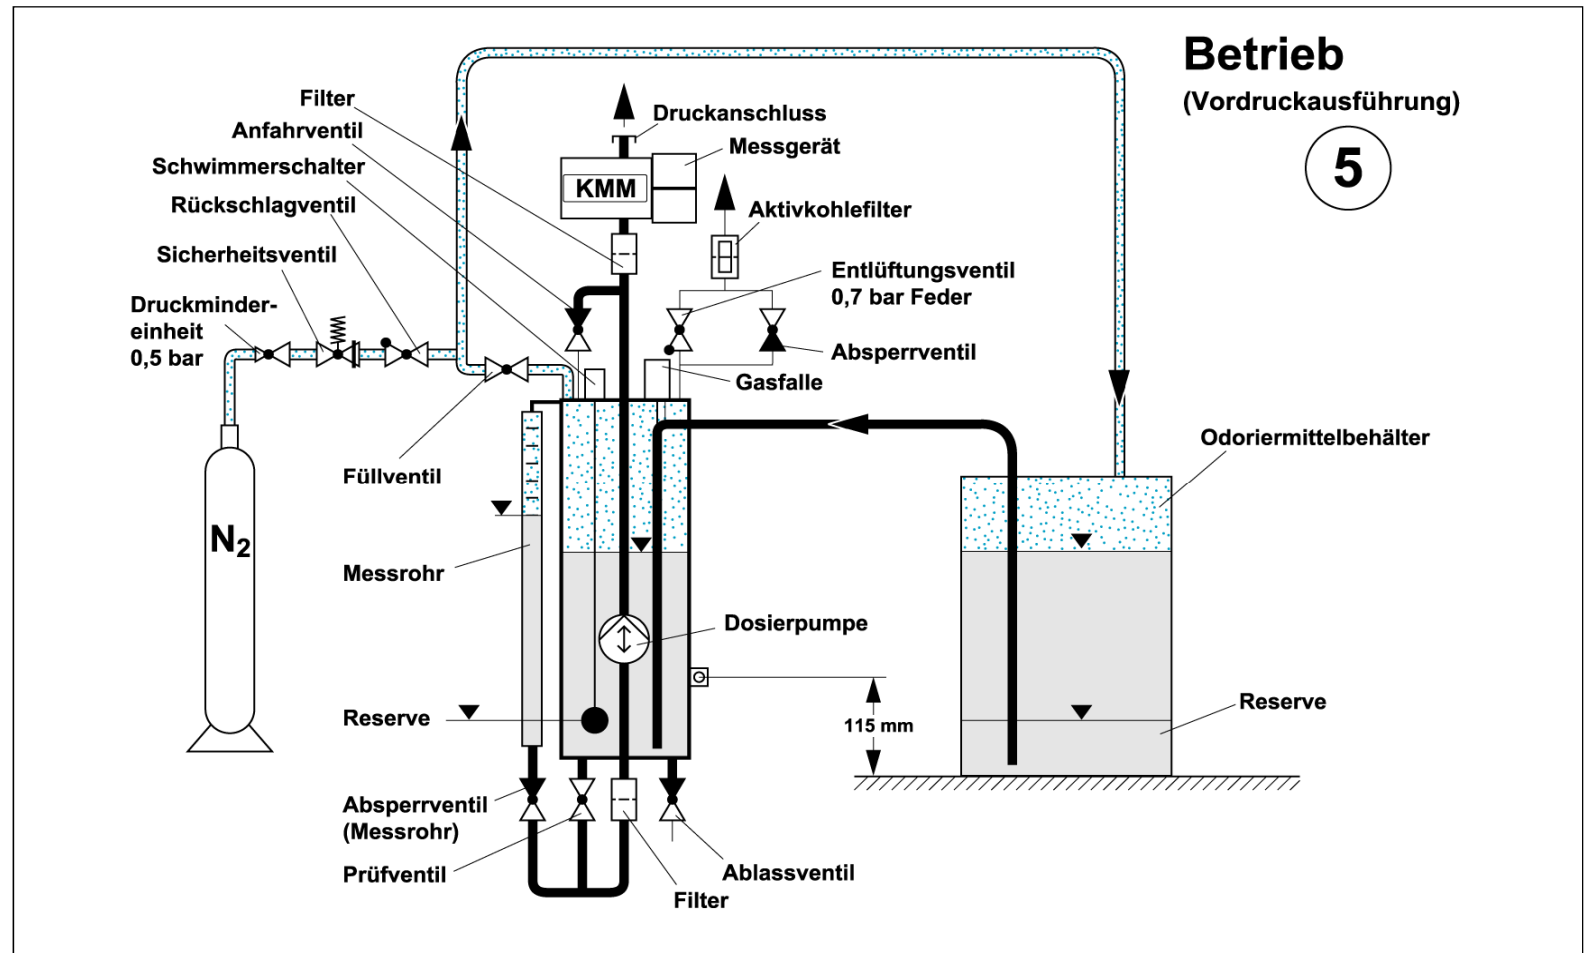 Betrieb
(Vordruckausführung)
5
Filter
Anfahrventil
Schwimmerschalter
Rückschlagventil
Sicherheitsventil
Druckminder-
einheit
0,5 bar
Druckanschluss
Messgerät
KMM
Aktivkohlefilter
Entlüftungsventil
0,7 bar Feder
Absperrventil
Gasfalle
Füllventil
Odoriermittelbehälter
N2
Messrohr
Dosierpumpe
Reserve
115 mm
Reserve
Absperrventil
(Messrohr)
Prüfventil
Ablassventil
Filter